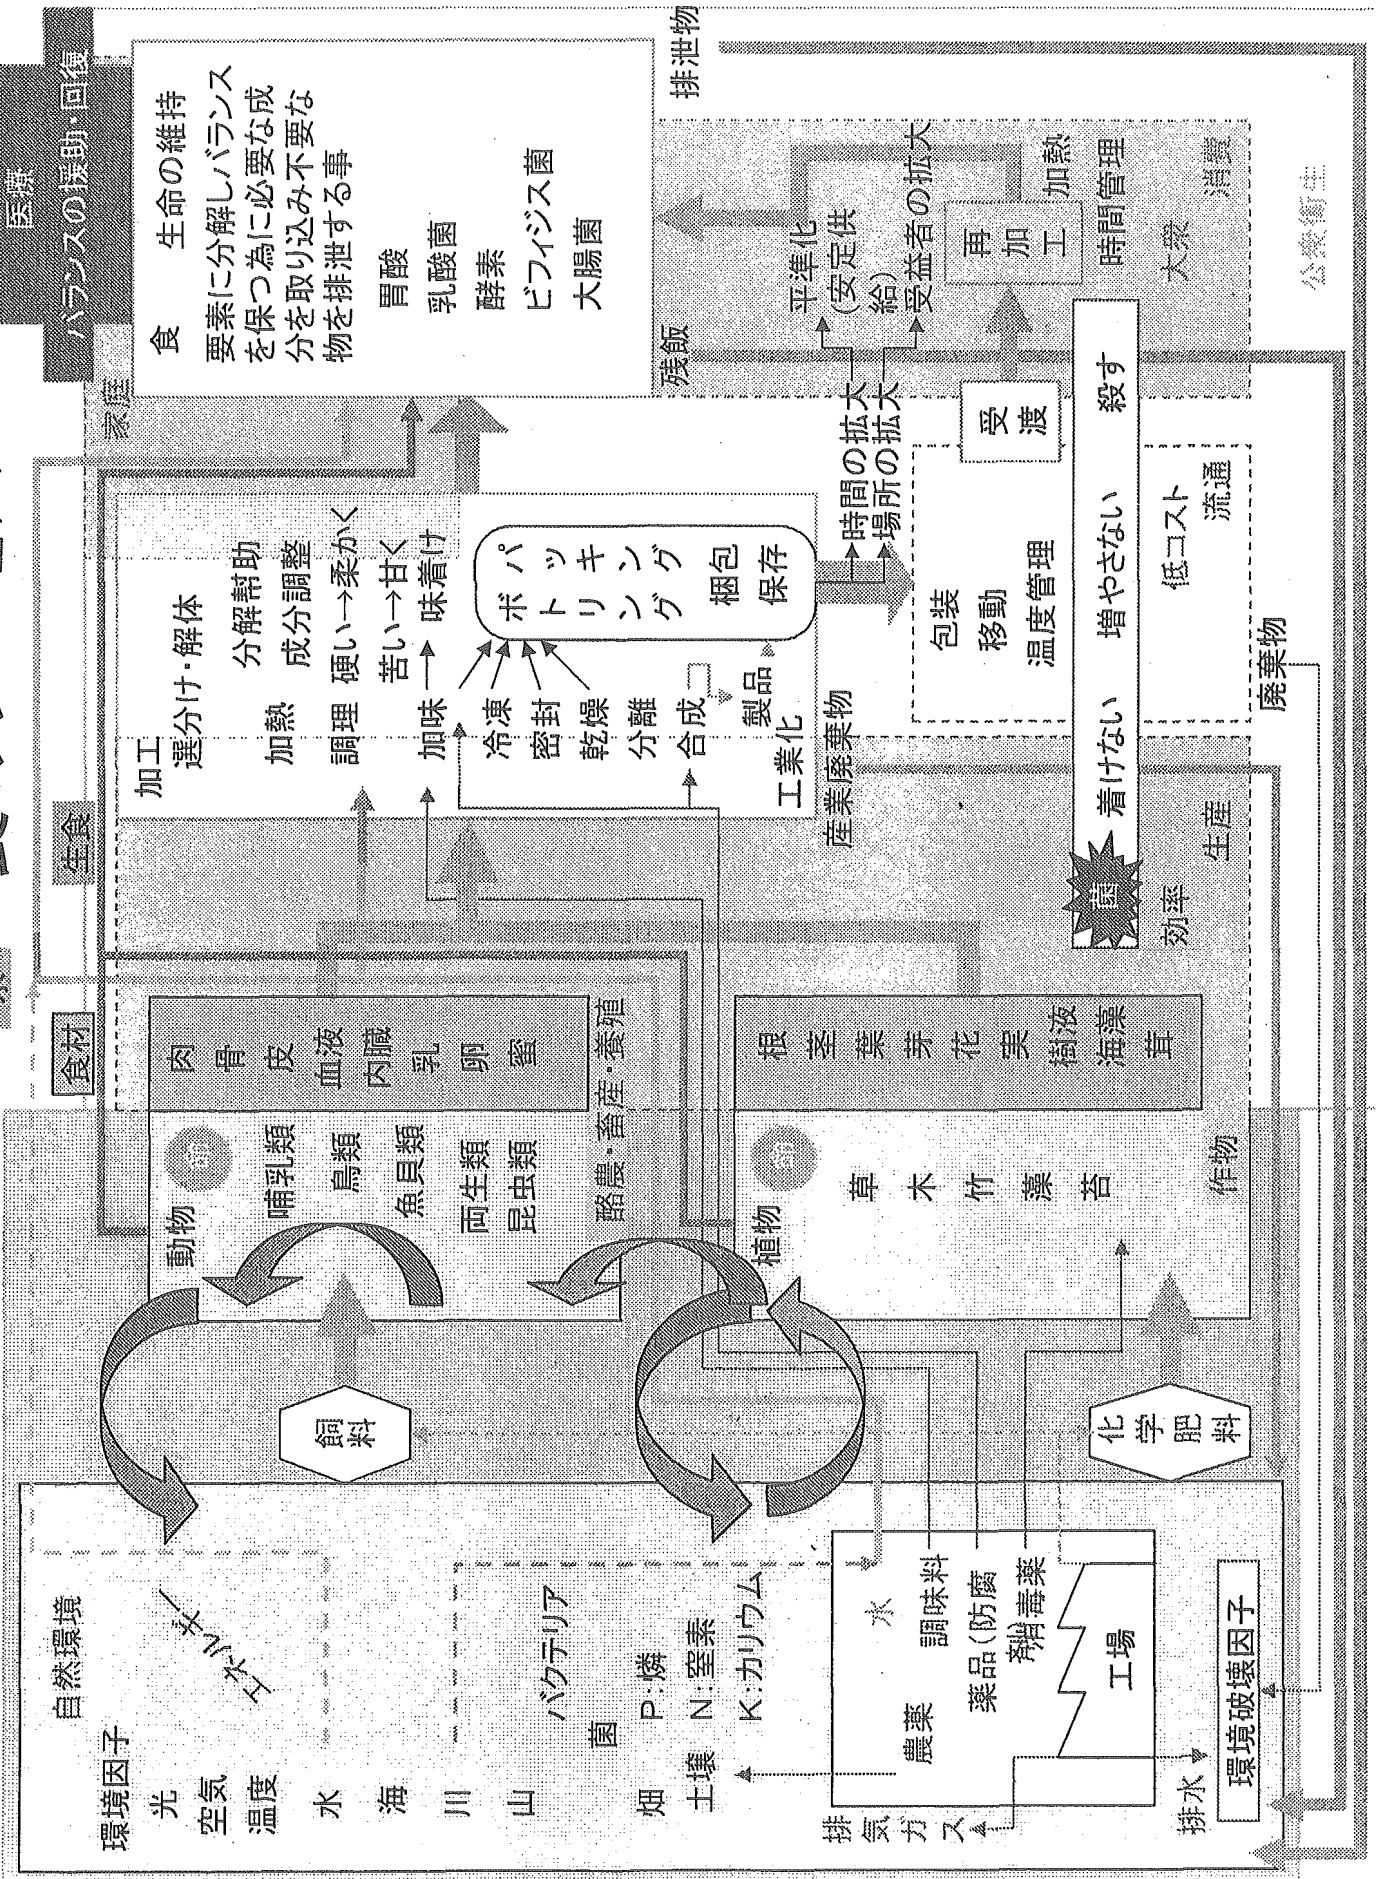 医療
バランスの援助・回復
家庭
食　生命の維持
要素に分解しバランス
を保つ為に必要な成
分を取り込み不要な
物を排泄する事
胃酸
乳酸菌
酵素
ビフィジス菌
大腸菌
排泄物
残飯
平準化
(安定供
給)
受益者の拡大
再
加
工
加熱
時間管理
大衆
消費
公衆衛生
生食
加工
選分け・解体
加熱
分解幇助
成分調整
調理
硬い→柔かく
苦い→甘く
加味
味着け
冷凍
密封
乾燥
分離
合成
コ
製品
工業化
ボトリング
パッキング
梱包
保存
時間の拡大
場所の拡大
受
渡
包装
移動
温度管理
産業廃棄物
菌
着けない
増やさない
殺す
低コスト
流通
廃棄物
効率
生産
食材
動物
哺乳類
鳥類
魚貝類
両生類
昆虫類
肉
骨
皮
血液
内臓
乳
卵
蜜
酪農・畜産・養殖
植物
草
木
竹
藻
苔
根
茎
葉
芽
花
実
樹液
海藻
茸
作物
飼
料
化
学
肥
料
自然環境
環境因子
光
空気
温度
エネルギー
水
海
川
山
バクテリア
菌
畑
土壌
P:燐
N:窒素
K:カリウム
水
農薬
調味料
薬品(防腐
剤)
消毒薬
工場
排
気
ガ
ス
排水
環境破壊因子